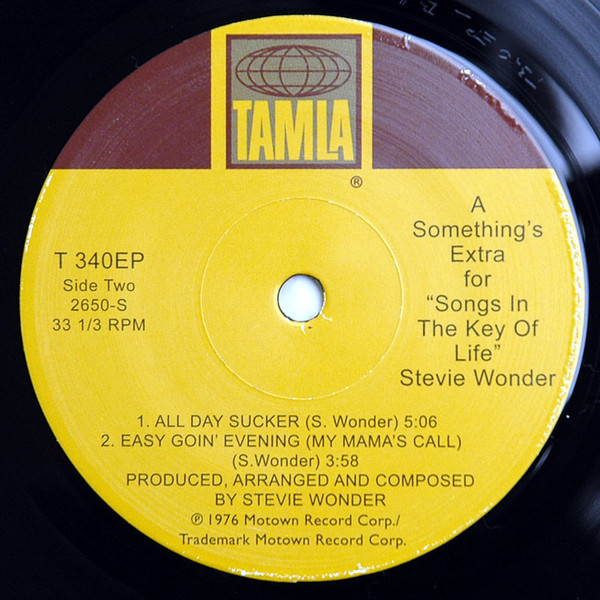 TAMLA
®
T 340EP
Side Two
2650-S
33 1/3 RPM
A
Something's
Extra
for
"Songs In
The Key Of
Life"
Stevie Wonder
1. ALL DAY SUCKER (S. Wonder) 5:06
2. EASY GOIN' EVENING (MY MAMA'S CALL)
(S.Wonder) 3:58
PRODUCED, ARRANGED AND COMPOSED
BY STEVIE WONDER
℗ 1976 Motown Record Corp./
Trademark Motown Record Corp.